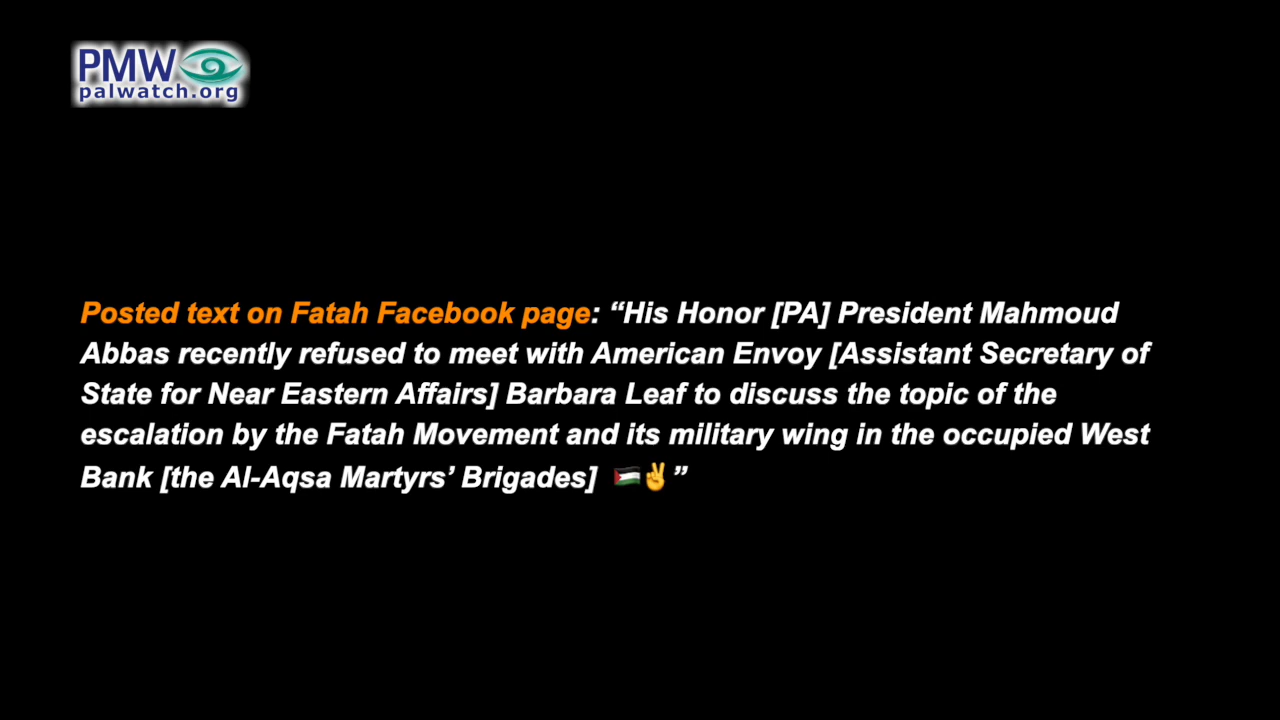 PMW
palwatch.org
Posted text on Fatah Facebook page: “His Honor [PA] President Mahmoud
Abbas recently refused to meet with American Envoy [Assistant Secretary of
State for Near Eastern Affairs] Barbara Leaf to discuss the topic of the
escalation by the Fatah Movement and its military wing in the occupied West
Bank [the Al-Aqsa Martyrs’ Brigades] 🇵🇸✌️”